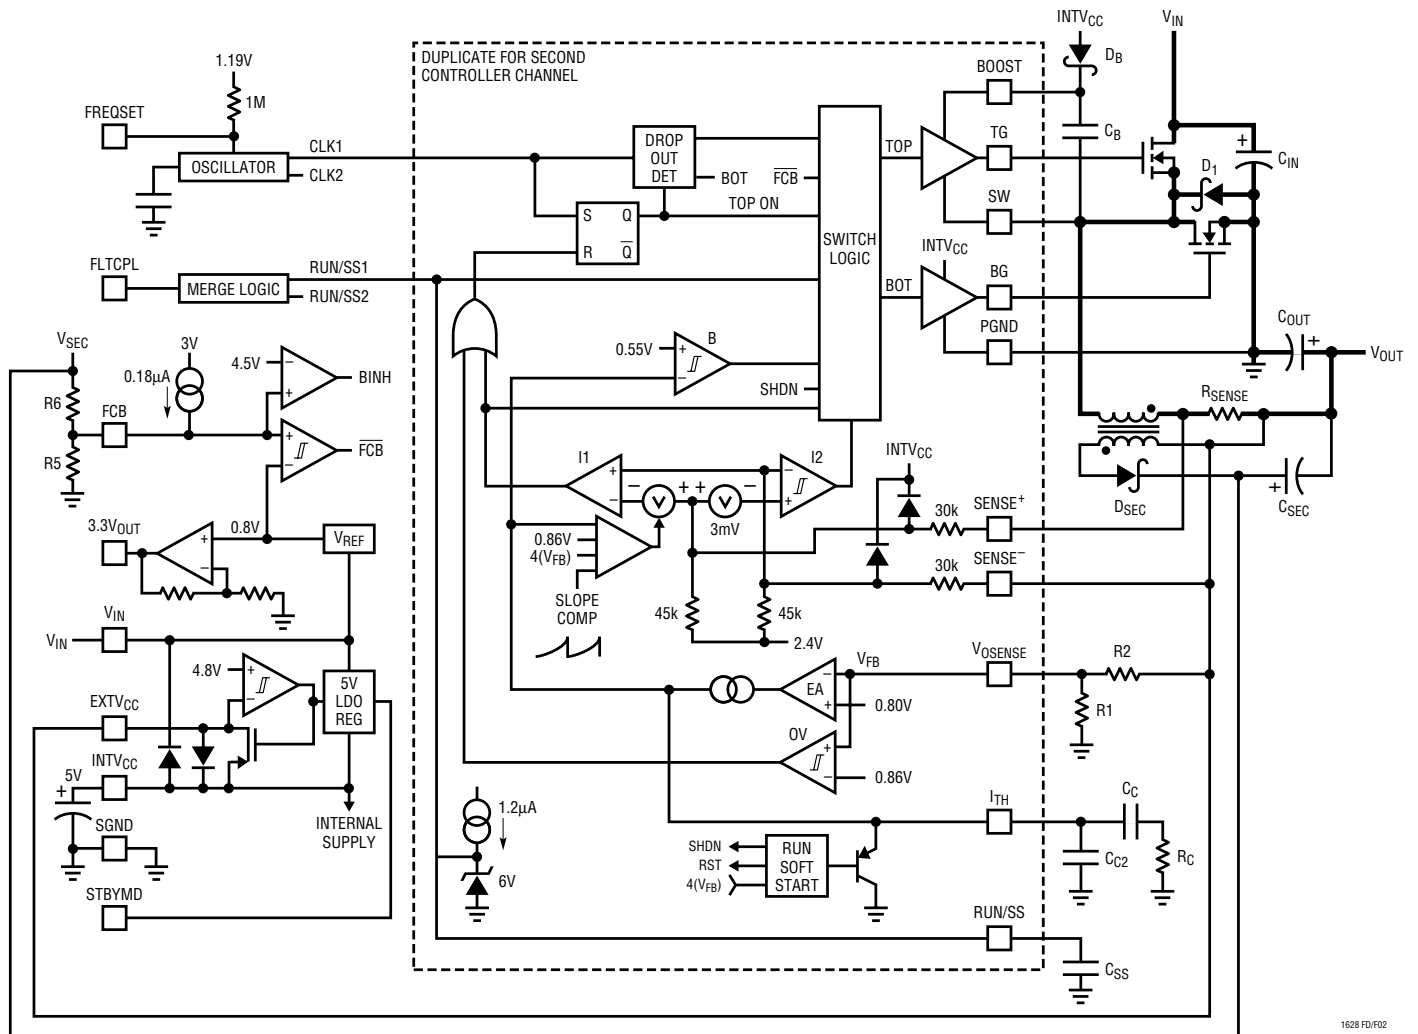 INTVCC
VIN
DUPLICATE FOR SECOND
CONTROLLER CHANNEL
DB
1.19V
BOOST
1M
FREQSET
CB
TG
CLK1
DROP
OUT
DET
TOP
+
CIN
OSCILLATOR
D1
CLK2
BOT
FCB
TOP ON
SW
S Q
SWITCH
LOGIC
R Q
INTVCC
FLTCPL
RUN/SS1
BG
MERGE LOGIC
BOT
RUN/SS2
PGND
COUT
+
VSEC
3V
B
VOUT
4.5V
−
BINH
0.55V
+
−
0.18µA
+
SHDN
RSENSE
R6
FCB
+
FCB
−
R5
I1
I2
INTVCC
+
−
−
− + + −
+
V
V
3mV
DSEC
+
CSEC
SENSE+
30k
3.3VOUT
0.8V
VREF
+
−
0.86V
4(VFB)
SENSE−
30k
SLOPE
COMP
45k
45k
VIN
VIN
2.4V
VFB
VOSENSE
R2
4.8V
+
−
5V
LDO
REG
−
EA
+
0.80V
R1
EXTVCC
OV
+
−
0.86V
INTVCC
5V
+
ITH
CC
1.2µA
SGND
INTERNAL
SUPPLY
SHDN
RST
4(VFB)
RUN
SOFT
START
CC2
RC
6V
STBYMD
RUN/SS
CSS
1628 FD/F02